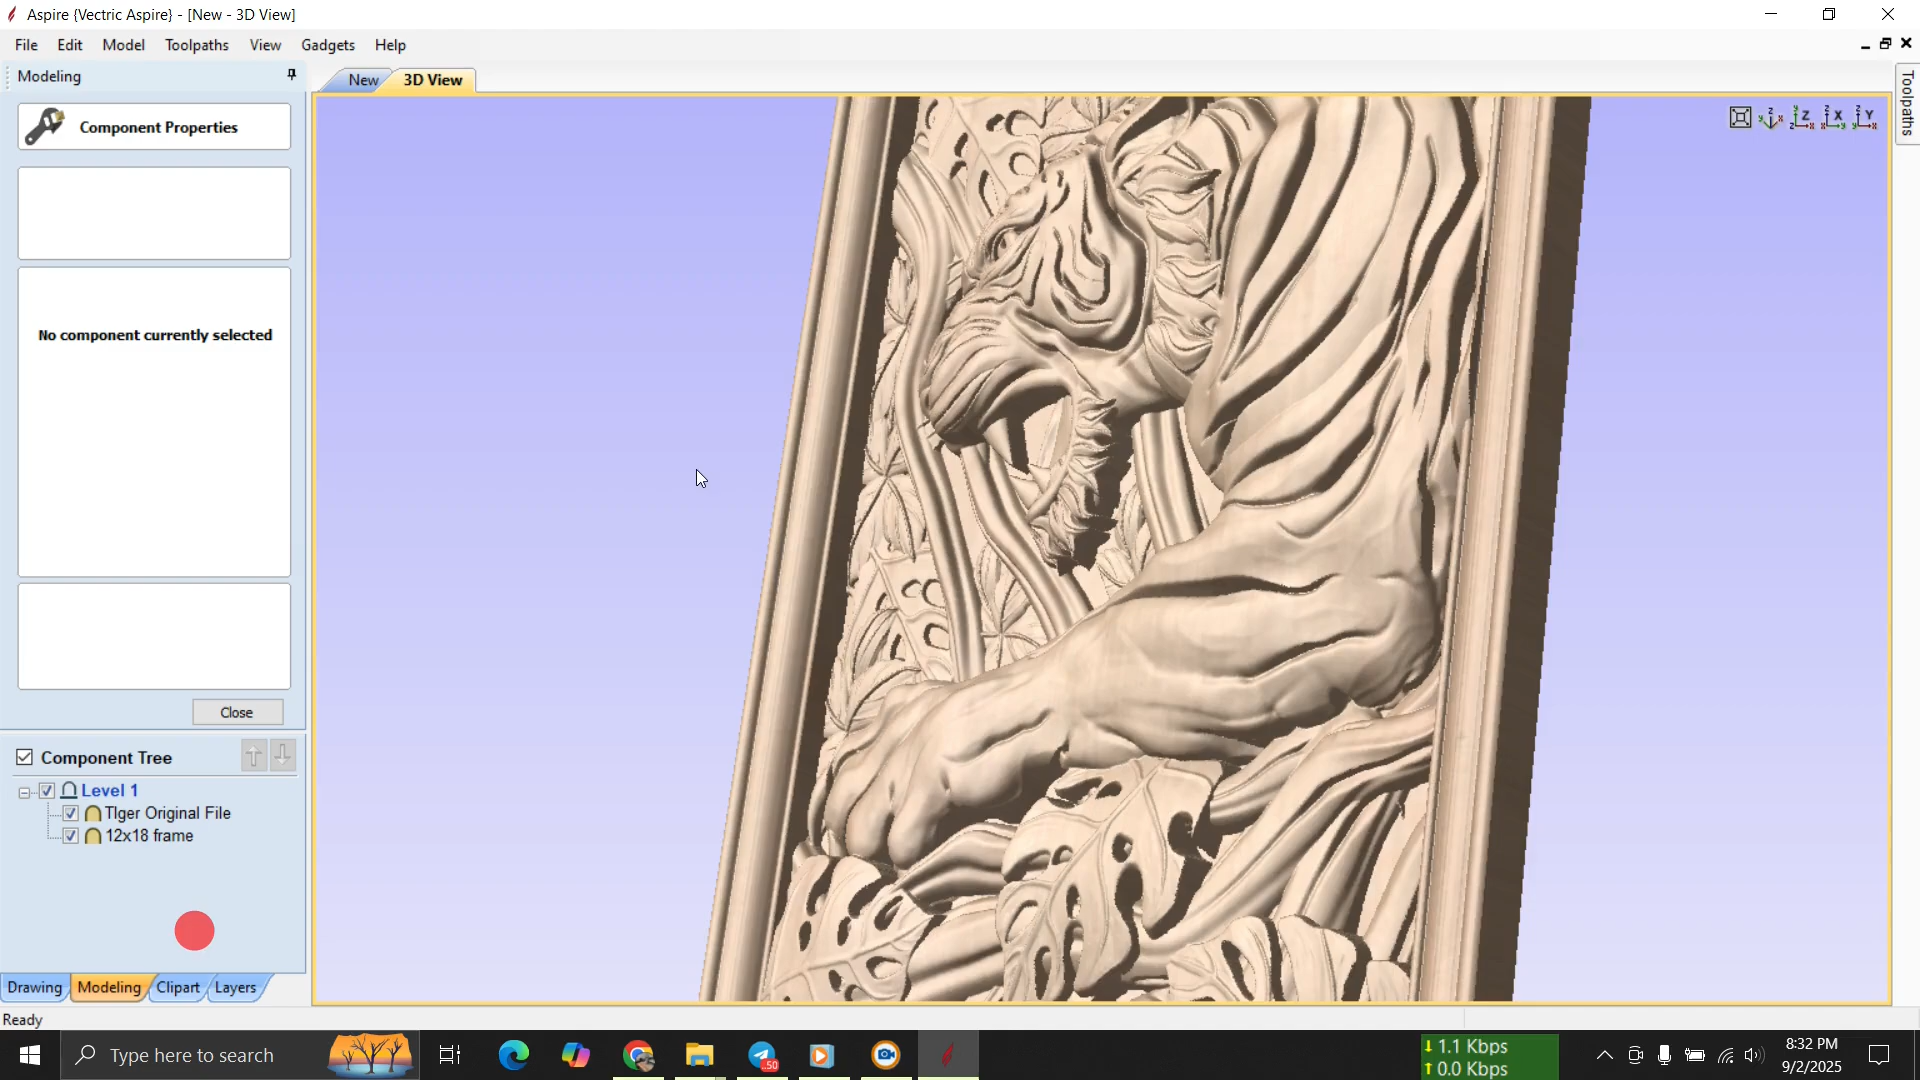 Aspire {Vectric Aspire} - [New - 3D View]
File Edit Model Toolpaths View Gadgets Help
Modeling
New 3D View
Toolpaths
Component Properties
No component currently selected
Close
Component Tree
Level 1
TIger Original File
12x18 frame
Drawing Modeling Clipart Layers
Ready
Type here to search
50
1.1 Kbps
0.0 Kbps
8:32 PM
9/2/2025